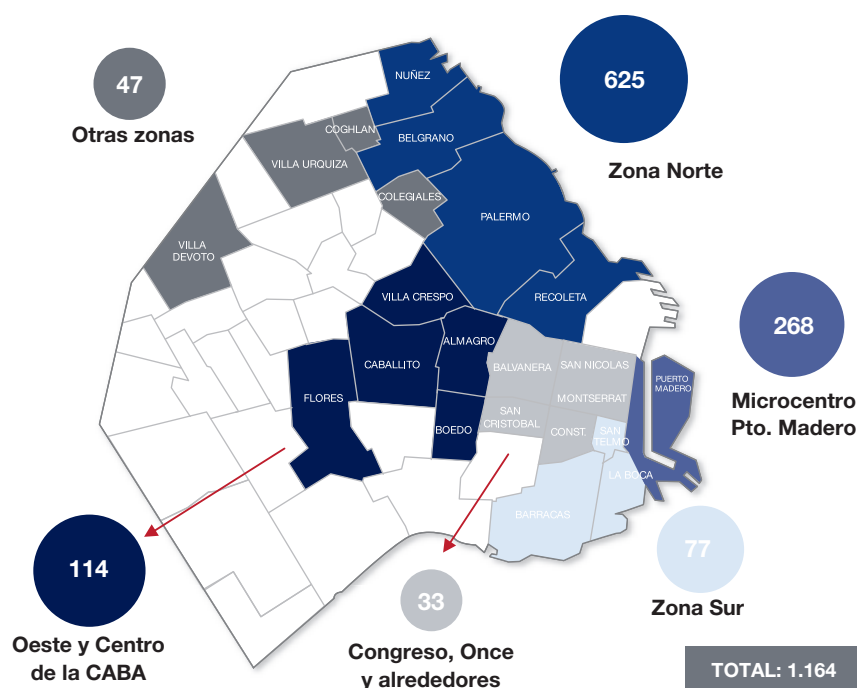 47
Otras zonas
625
Zona Norte
NUÑEZ
COGHLAN
BELGRANO
VILLA URQUIZA
COLEGIALES
PALERMO
VILLA
DEVOTO
RECOLETA
VILLA CRESPO
268
Microcentro
Pto. Madero
ALMAGRO
CABALLITO
BALVANERA
SAN NICOLAS
PUERTO
MADERO
FLORES
MONTSERRAT
SAN
CRISTOBAL
BOEDO
CONST.
SAN
TELMO
LA BOCA
BARRACAS
77
Zona Sur
114
Oeste y Centro
de la CABA
33
Congreso, Once
y alrededores
TOTAL: 1.164